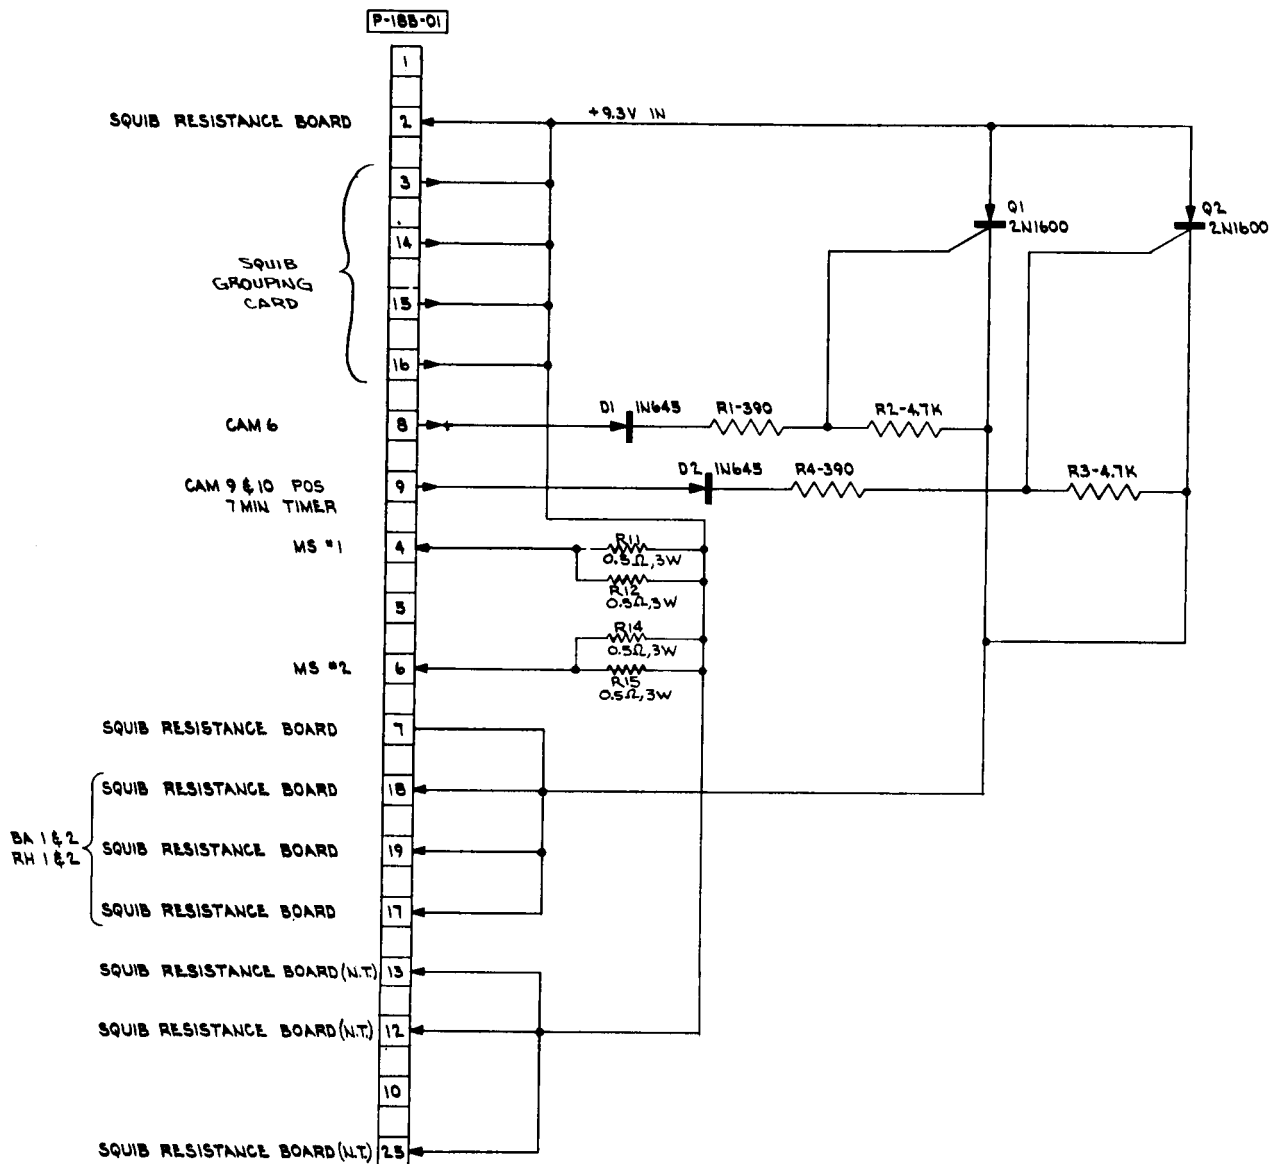 P-18B-01
1
SQUIB RESISTANCE BOARD 2 +9.3V IN
3
Q1
2N1600
Q2
2N1600
14
SQUIB
GROUPING
CARD
15
16
CAM 6 8 + D1 1N645 R1-390 R2-4.7K
CAM 9 & 10 POS
7 MIN TIMER
9 D2 1N645 R4-390 R3-4.7K
MS #1 4 R11
0.5Ω, 3W
R12
0.5Ω, 3W
5
R14
0.5Ω, 3W
MS #2 6 R15
0.5Ω, 3W
SQUIB RESISTANCE BOARD 7
SQUIB RESISTANCE BOARD 18
BA 1 & 2
RH 1 & 2
SQUIB RESISTANCE BOARD 19
SQUIB RESISTANCE BOARD 17
SQUIB RESISTANCE BOARD (N.T.) 13
SQUIB RESISTANCE BOARD (N.T.) 12
10
SQUIB RESISTANCE BOARD (N.T.) 25